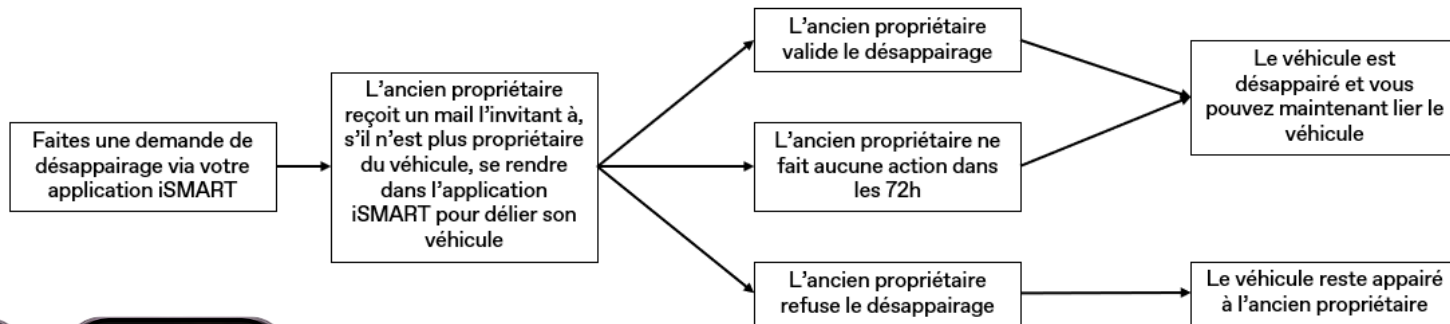 Faites une demande de
désappairage via votre
application iSMART
L'ancien propriétaire
reçoit un mail l'invitant à,
s'il n'est plus propriétaire
du véhicule, se rendre
dans l'application
iSMART pour délier son
véhicule
L'ancien propriétaire
valide le désappairage
L'ancien propriétaire ne
fait aucune action dans
les 72h
L'ancien propriétaire
refuse le désappairage
Le véhicule est
désappairé et vous
pouvez maintenant lier le
véhicule
Le véhicule reste appairé
à l'ancien propriétaire